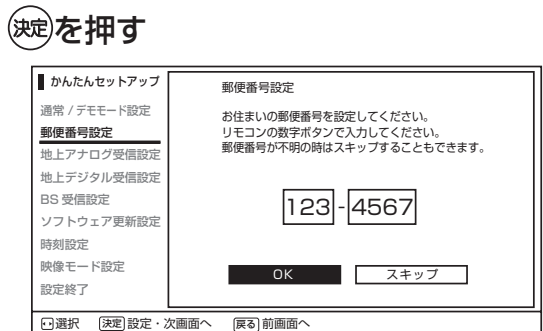 決定を押す
かんたんセットアップ
通常 / デモモード設定
郵便番号設定
地上アナログ受信設定
地上デジタル受信設定
BS 受信設定
ソフトウェア更新設定
時刻設定
映像モード設定
設定終了
郵便番号設定
お住まいの郵便番号を設定してください。
リモコンの数字ボタンで入力してください。
郵便番号が不明の時はスキップすることもできます。
123 - 4567
OK スキップ
選択 決定 設定・次画面へ 戻る 前画面へ